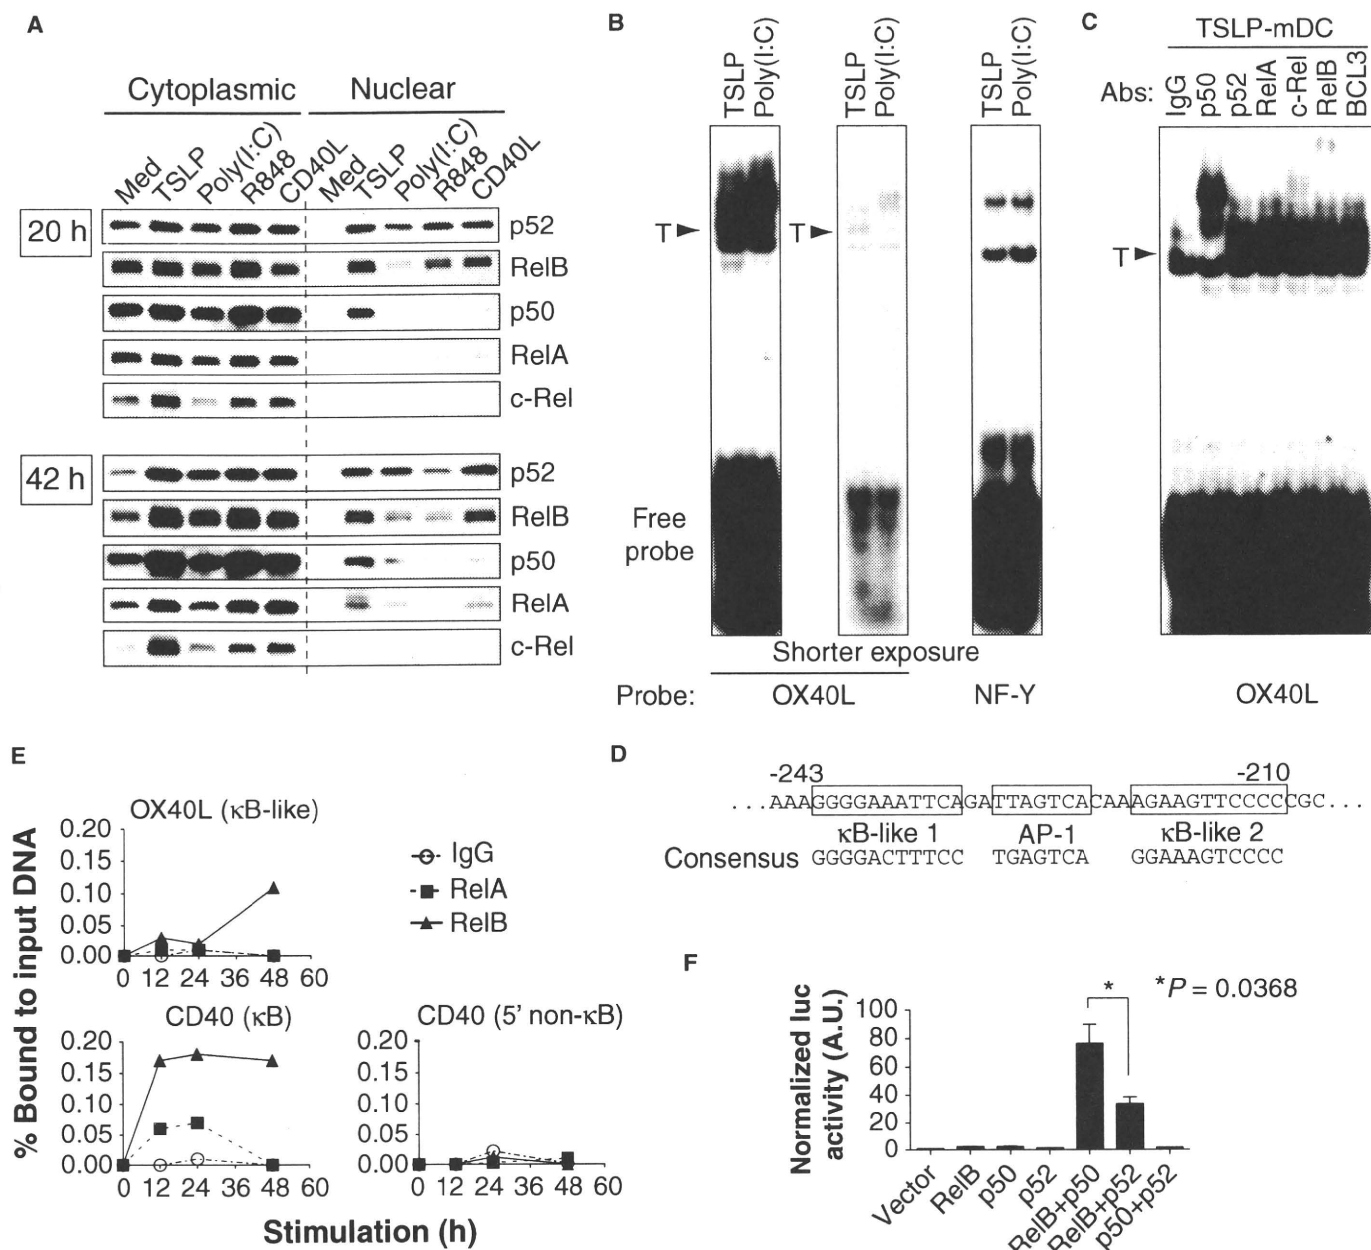 A
Cytoplasmic Nuclear
Med TSLP Poly(I:C) R848 CD40L Med TSLP Poly(I:C) R848 CD40L
20 h
p52
RelB
p50
RelA
c-Rel
42 h
p52
RelB
p50
RelA
c-Rel
B
TSLP Poly(I:C) TSLP Poly(I:C) TSLP Poly(I:C)
T T
Free
probe
Shorter exposure
Probe: OX40L NF-Y
C
TSLP-mDC
Abs: IgG p50 p52 RelA c-Rel RelB BCL3
T
OX40L
D
-243 -210
...AAAGGGGAAATTCAGATTAGTCACAAAGAAGTTCCCCCGC...
κB-like 1 AP-1 κB-like 2
Consensus GGGGACTTTCC TGAGTCA GGAAAGTCCCC
E
OX40L (κB-like)
0.20
0.15
0.10
0.05
0.00
0 12 24 36 48 60
IgG
RelA
RelB
% Bound to input DNA
CD40 (κB)
0.20
0.15
0.10
0.05
0.00
0 12 24 36 48 60
CD40 (5' non-κB)
0.20
0.15
0.10
0.05
0.00
0 12 24 36 48 60
Stimulation (h)
F
*P = 0.0368
*
Normalized luc
activity (A.U.)
100
80
60
40
20
0
Vector RelB p50 p52 RelB+p50 RelB+p52 p50+p52